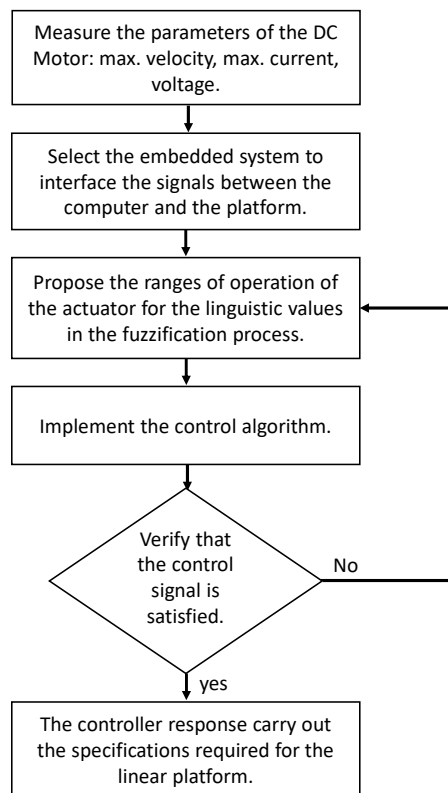 Measure the parameters of the DC
Motor: max. velocity, max. current,
voltage.
Select the embedded system to
interface the signals between the
computer and the platform.
Propose the ranges of operation of
the actuator for the linguistic values
in the fuzzification process.
Implement the control algorithm.
Verify that
the control
signal is
satisfied.
No
yes
The controller response carry out
the specifications required for the
linear platform.